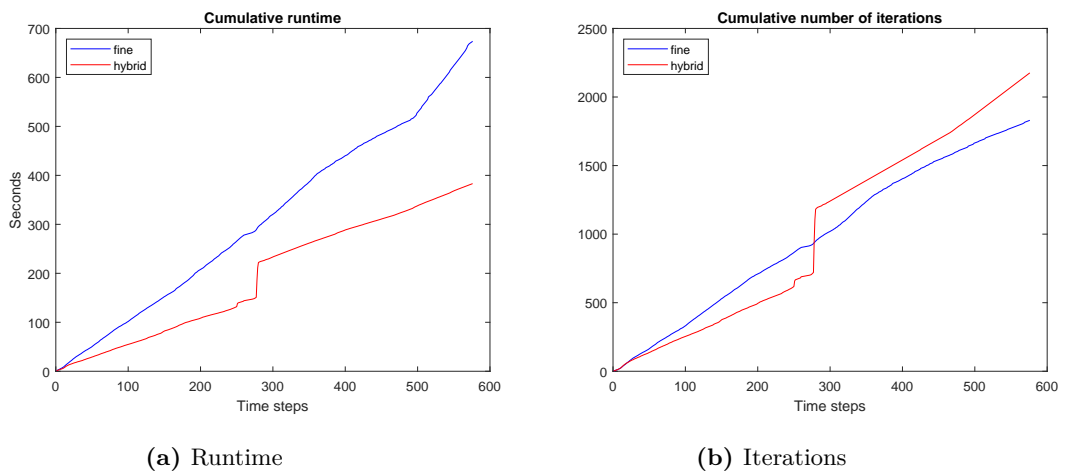 Cumulative runtime
700
600
500
400
300
200
100
0
Seconds
fine
hybrid
0 100 200 300 400 500 600
Time steps
(a) Runtime
Cumulative number of iterations
2500
2000
1500
1000
500
0
fine
hybrid
0 100 200 300 400 500 600
Time steps
(b) Iterations